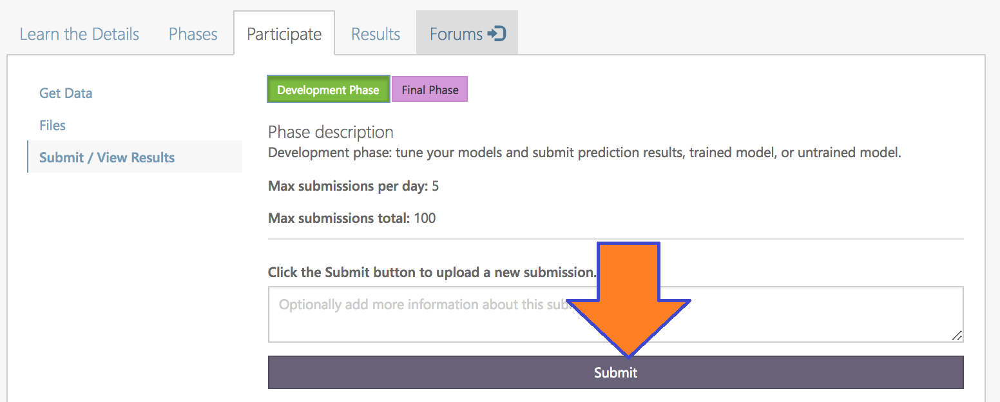 Learn the Details
Phases
Participate
Results
Forums
Get Data
Files
Submit / View Results
Development Phase
Final Phase
Phase description
Development phase: tune your models and submit prediction results, trained model, or untrained model.
Max submissions per day: 5
Max submissions total: 100
Click the Submit button to upload a new submission.
Optionally add more information about this
Submit